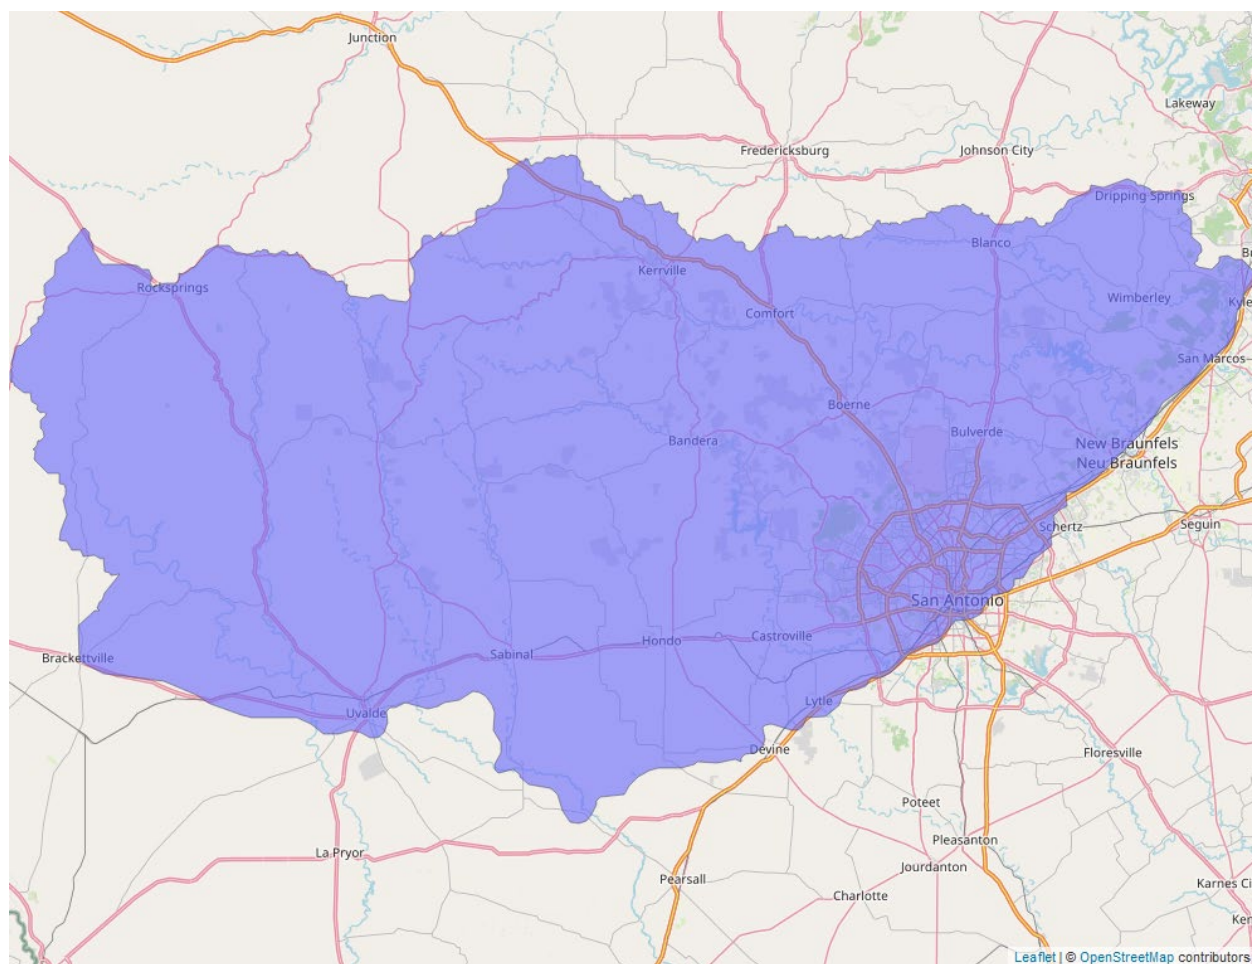 Junction
Lakeway
Fredericksburg
Johnson City
Dripping Springs
Blanco
Kerrville
Rocksprings
Wimberley
Kyle
Comfort
San Marcos
Boerne
Bulverde
Bandera
New Braunfels
Neu Braunfels
Schertz
Seguin
San Antonio
Castroville
Hondo
Sabinal
Brackettville
Lytle
Uvalde
Devine
Floresville
Poteet
Pleasanton
La Pryor
Jourdanton
Pearsall
Karnes Ci
Charlotte
Leaflet | © OpenStreetMap contributors